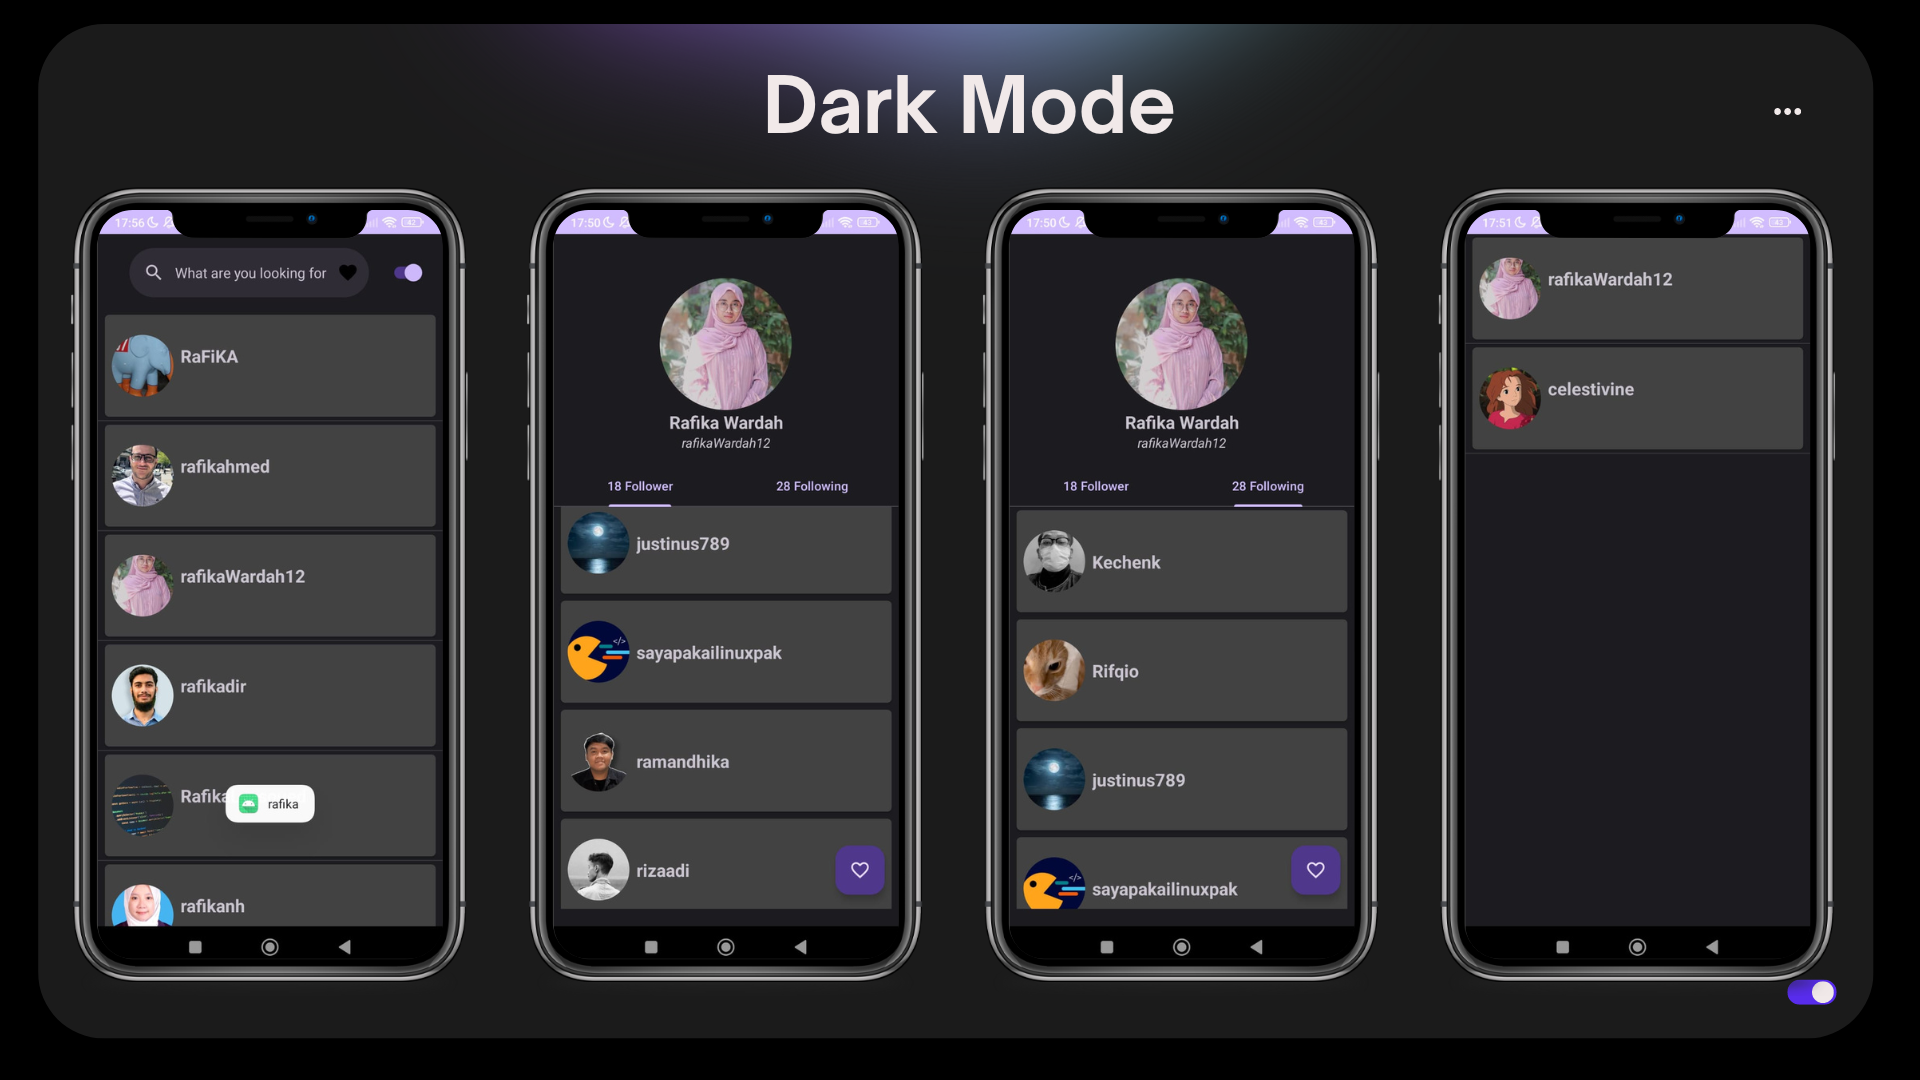 Dark Mode
17:56
What are you looking for
RaFiKA
rafikahmed
rafikaWardah12
rafikadir
Rafika
rafika
rafikanh
17:50
Rafika Wardah
rafikaWardah12
18 Follower
28 Following
justinus789
sayapakailinuxpak
ramandhika
rizaadi
17:50
Rafika Wardah
rafikaWardah12
18 Follower
28 Following
Kechenk
Rifqio
justinus789
sayapakailinuxpak
17:51
rafikaWardah12
celestivine